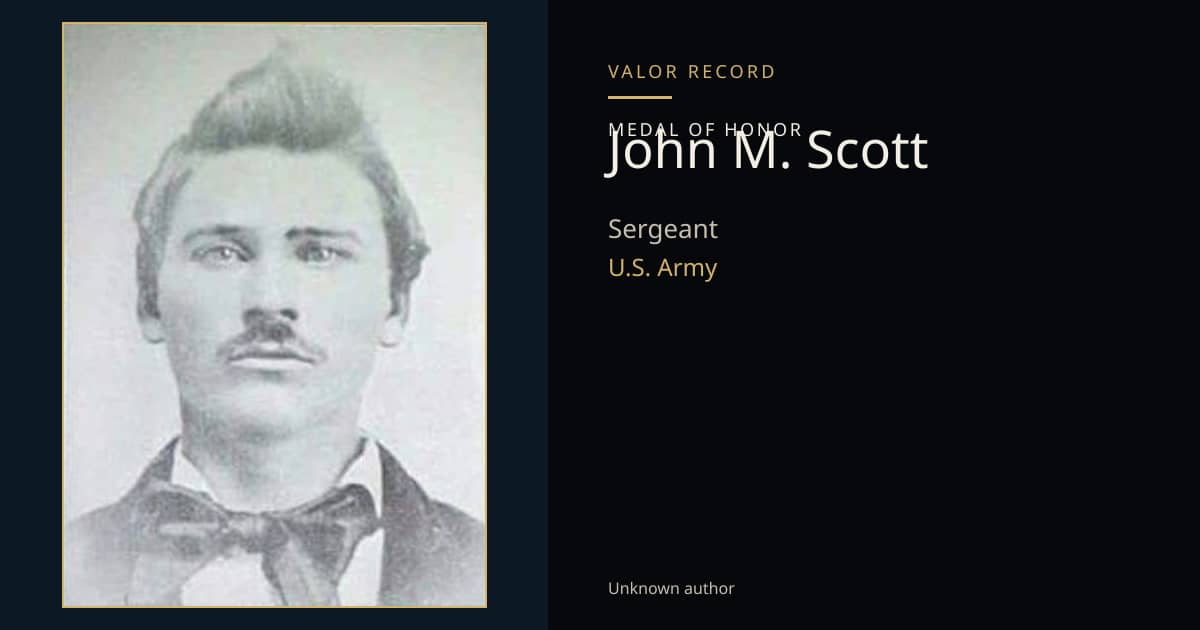 VALOR RECORD
MEDAL OF HONOR
John M. Scott
Sergeant
U.S. Army
Unknown author